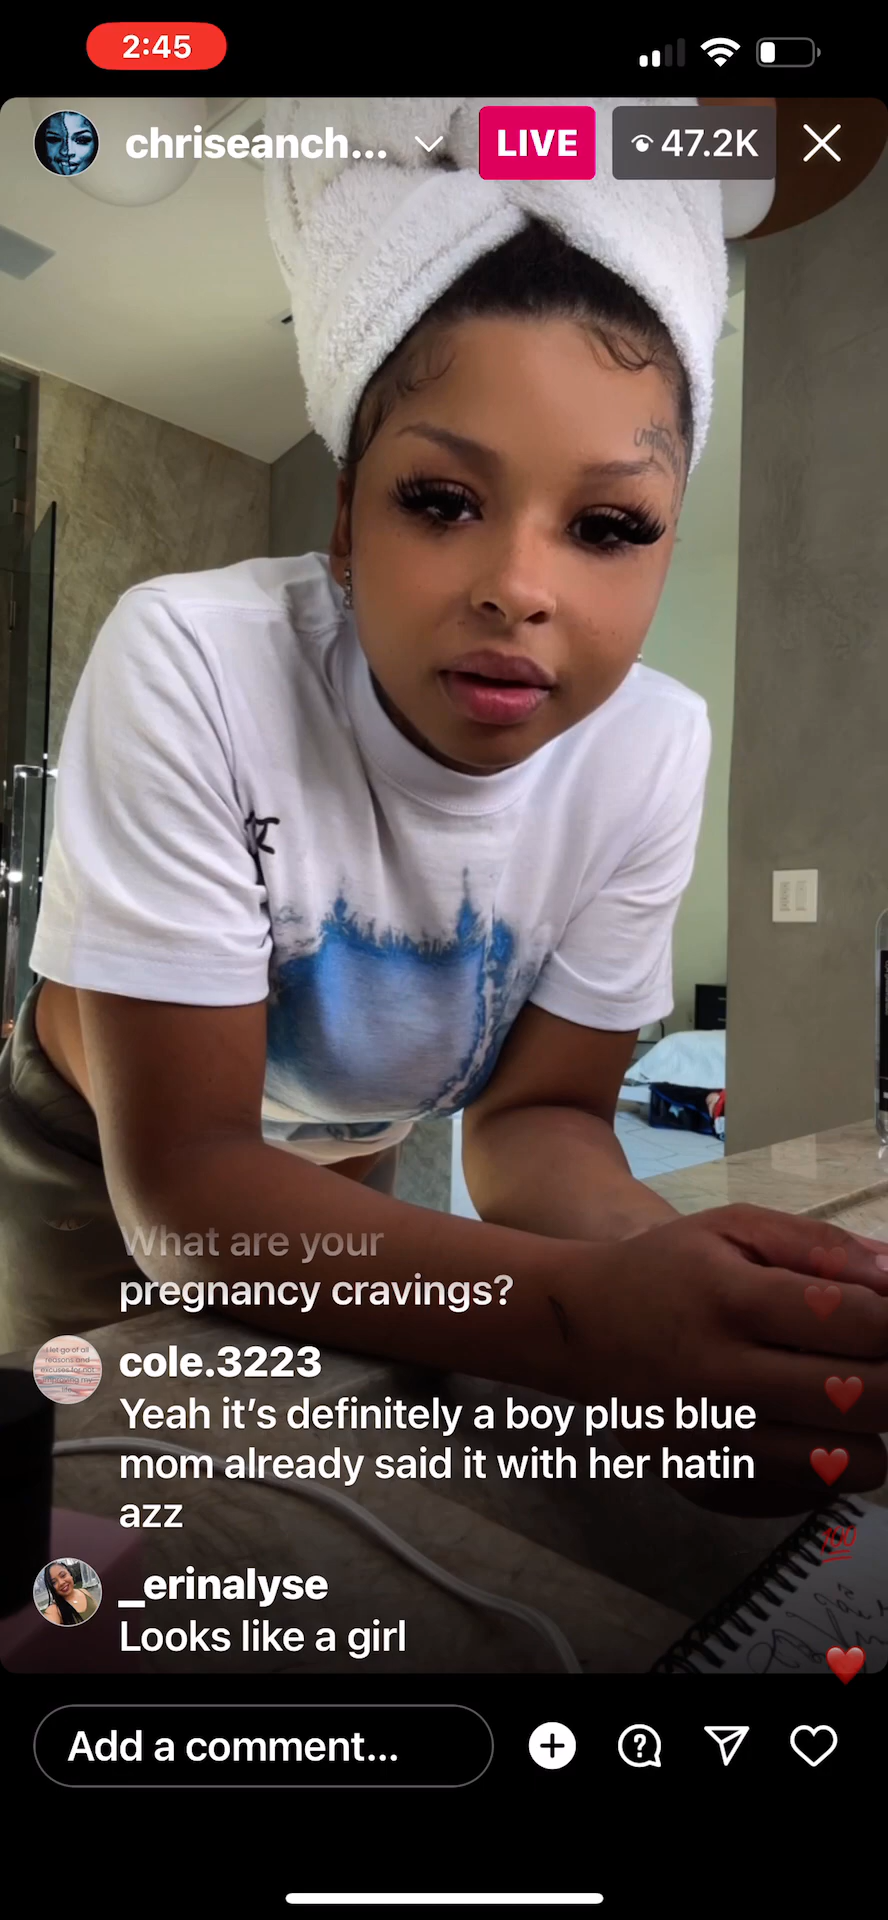 2:45
chriseanch...
LIVE
47.2K
What are your
pregnancy cravings?
cole.3223
Yeah it’s definitely a boy plus blue
mom already said it with her hatin
azz
_erinalyse
Looks like a girl
100
Add a comment...